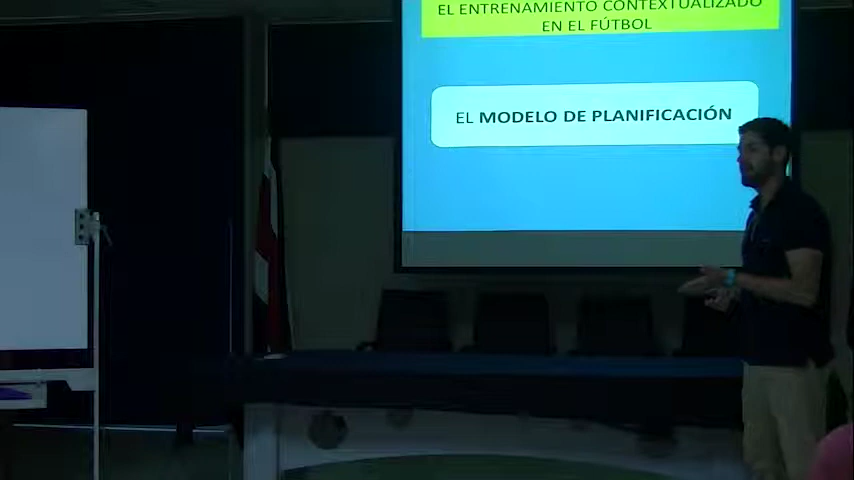 EL ENTRENAMIENTO CONTEXTUALIZADO
EN EL FÚTBOL
EL MODELO DE PLANIFICACIÓN